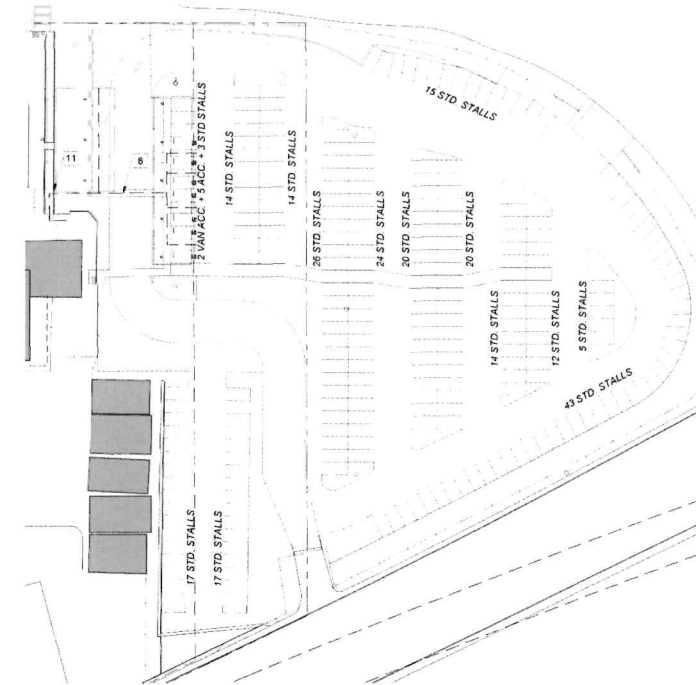 15 STD. STALLS
6
2 VAN ACC. + 5 ACC. + 3 STD STALLS
14 STD. STALLS
14 STD. STALLS
11
8
26 STD. STALLS
24 STD. STALLS
20 STD. STALLS
20 STD. STALLS
14 STD. STALLS
12 STD. STALLS
5 STD. STALLS
43 STD. STALLS
17 STD. STALLS
17 STD. STALLS